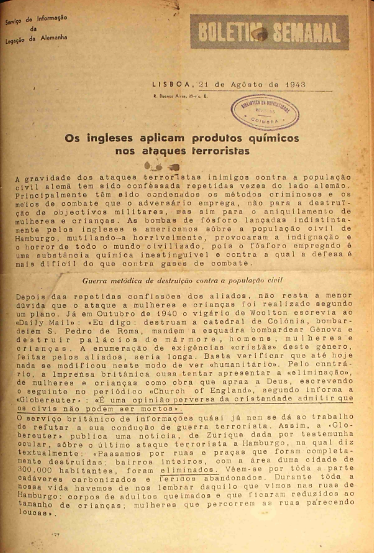 Serviço de Informação
da
Legação da Alemanha
BOLETIM SEMANAL
LISBOA, 21 de Agôsto de 1943
COIMBRA
Os ingleses aplicam produtos químicos
nos ataques terroristas
A gravidade dos ataques terroristas inimigos contra a população
civil alemã tem sido confessada repetidas vezes do lado alemão.
Principalmente têm sido condenados os métodos criminosos e os
meios de combate que o adversário emprega, não para a destrui-
ção de objectivos militares, mas sim para o aniquilamento de
mulheres e crianças. As bombas de fósforo lançadas indistinta-
mente pelos ingleses e americanos sôbre a população civil de
Hamburgo, mutilando-a horrivelmente, provocaram a indignação e
o horror de todo o mundo civilisado, pois o fósforo empregado é
uma substância química inextinguível e contra a qual a defesa é
mais difícil do que contra gases de combate.
Guerra metódica de destruïção contra a população civil
Depois das repetidas confissões dos aliados, não resta a menor
dúvida que o ataque a mulheres e crianças foi realizado segundo
um plano. Já em Outubro de 1940 o vigário de Woolton escrevia ao
«Daily Mail»: «Eu digo: destruam a catedral de Colónia, bombar-
deiem S. Pedro de Roma, mandem a esquadra bombardear Génova e
destruir palácios de mármore, homens, mulheres e
crianças. A enumeração de exigências «cristãs» dêste género,
feitas pelos aliados, seria longa. Basta verificar que até hoje
nada se modificou neste modo de ver «humanitário». Pelo contrá-
rio, a imprensa britânica ousa tentar apresentar a «eliminação»,
de mulheres e crianças como obra que apraz a Deus, escrevendo
o seguinte no periódico «Church of England», segundo informa a
«Globereuter»: «É uma opinião perversa da cristandade admitir que
os civis não podem ser mortos».
O serviço britânico de informações quási já nem se dá ao trabalho
de refutar a sua condição de guerra terrorista. Assim, a «Glo-
bereuter» publica uma notícia, de Zurique dada por testemunha
ocular, sôbre o último ataque terrorista a Hamburgo, na qual diz
textualmente: «Passamos por ruas e praças que foram completa-
mente destruídas; bairros inteiros, com a área duma cidade de
300.000 habitantes, foram eliminados. Vêem-se por tôda a parte
cadáveres carbonizados e feridos abandonados. Durante tôda a
nossa vida havemos de nos lembrar daquilo que vimos nas ruas de
Hamburgo: corpos de adultos queimados e que ficaram reduzidos ao
tamanho de crianças; mulheres que percorrem as ruas parecendo
loucas».